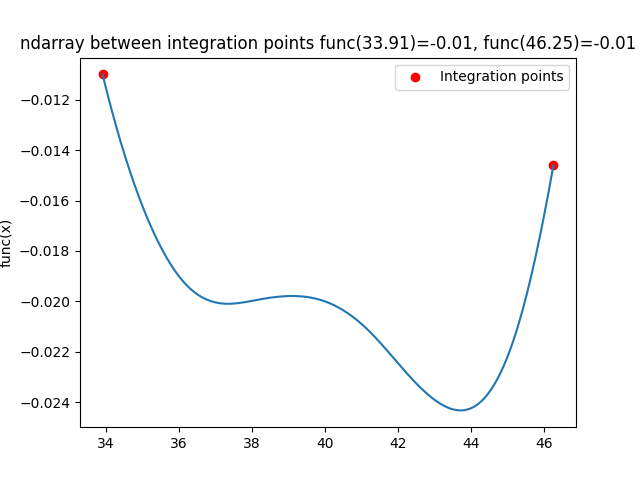 ndarray between integration points func(33.91)=-0.01, func(46.25)=-0.01
Integration points
−0.012
−0.014
−0.016
−0.018
−0.020
−0.022
−0.024
func(x)
34 36 38 40 42 44 46